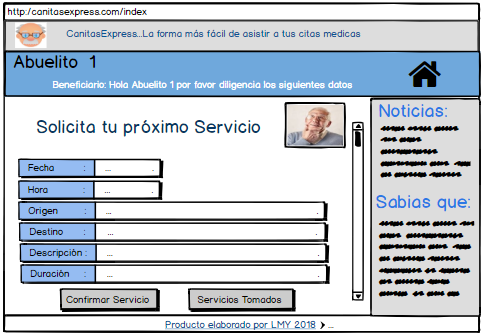 http://canitasexpress.com/index
CanitasExpress..La forma más fácil de asistir a tus citas medicas
Abuelito 1
Beneficiario: Hola Abuelito 1 por favor diligencia los siguientes datos
Solicita tu próximo Servicio
Fecha : ...
Hora : ...
Origen : ... .
Destino : ... .
Descripción : ... .
Duración : ... .
Confirmar Servicio
Servicios Tomados
Noticias:
Sabias que:
Producto elaborado por LMY 2018 > ...